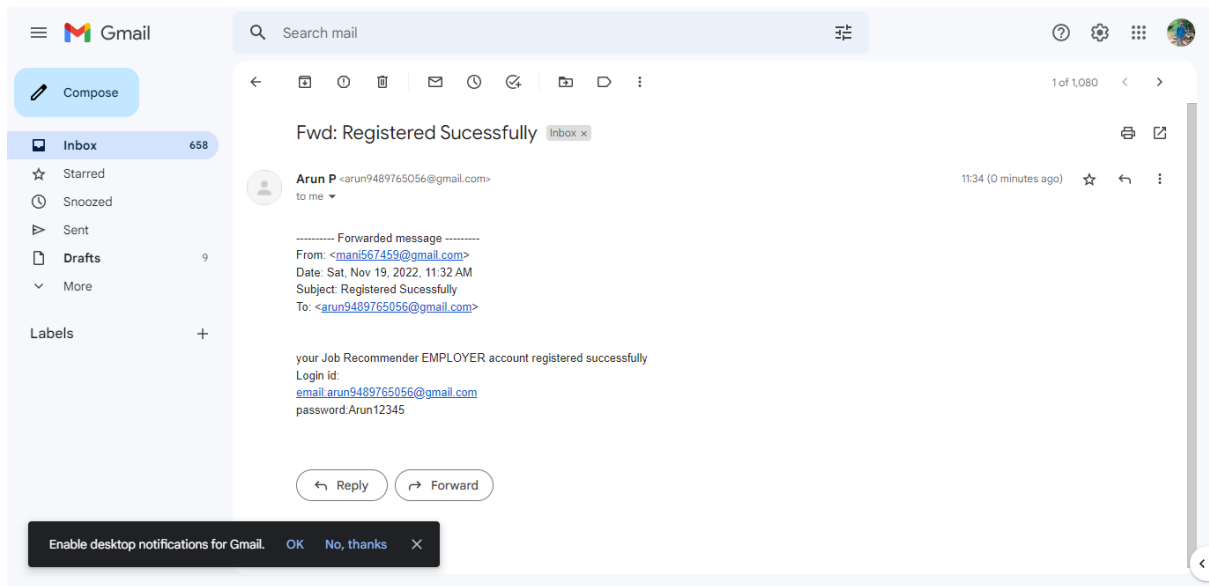 Gmail
Search mail
Compose
1 of 1,080
Inbox 658
Starred
Snoozed
Sent
Drafts 9
More
Labels
Fwd: Registered Sucessfully Inbox x
Arun P <arun9489765056@gmail.com>
11:34 (0 minutes ago)
to me
---------- Forwarded message ---------
From: <mani567459@gmail.com>
Date: Sat, Nov 19, 2022, 11:32 AM
Subject: Registered Sucessfully
To: <arun9489765056@gmail.com>
your Job Recommender EMPLOYER account registered successfully
Login id:
email:arun9489765056@gmail.com
password:Arun12345
Reply Forward
Enable desktop notifications for Gmail. OK No, thanks